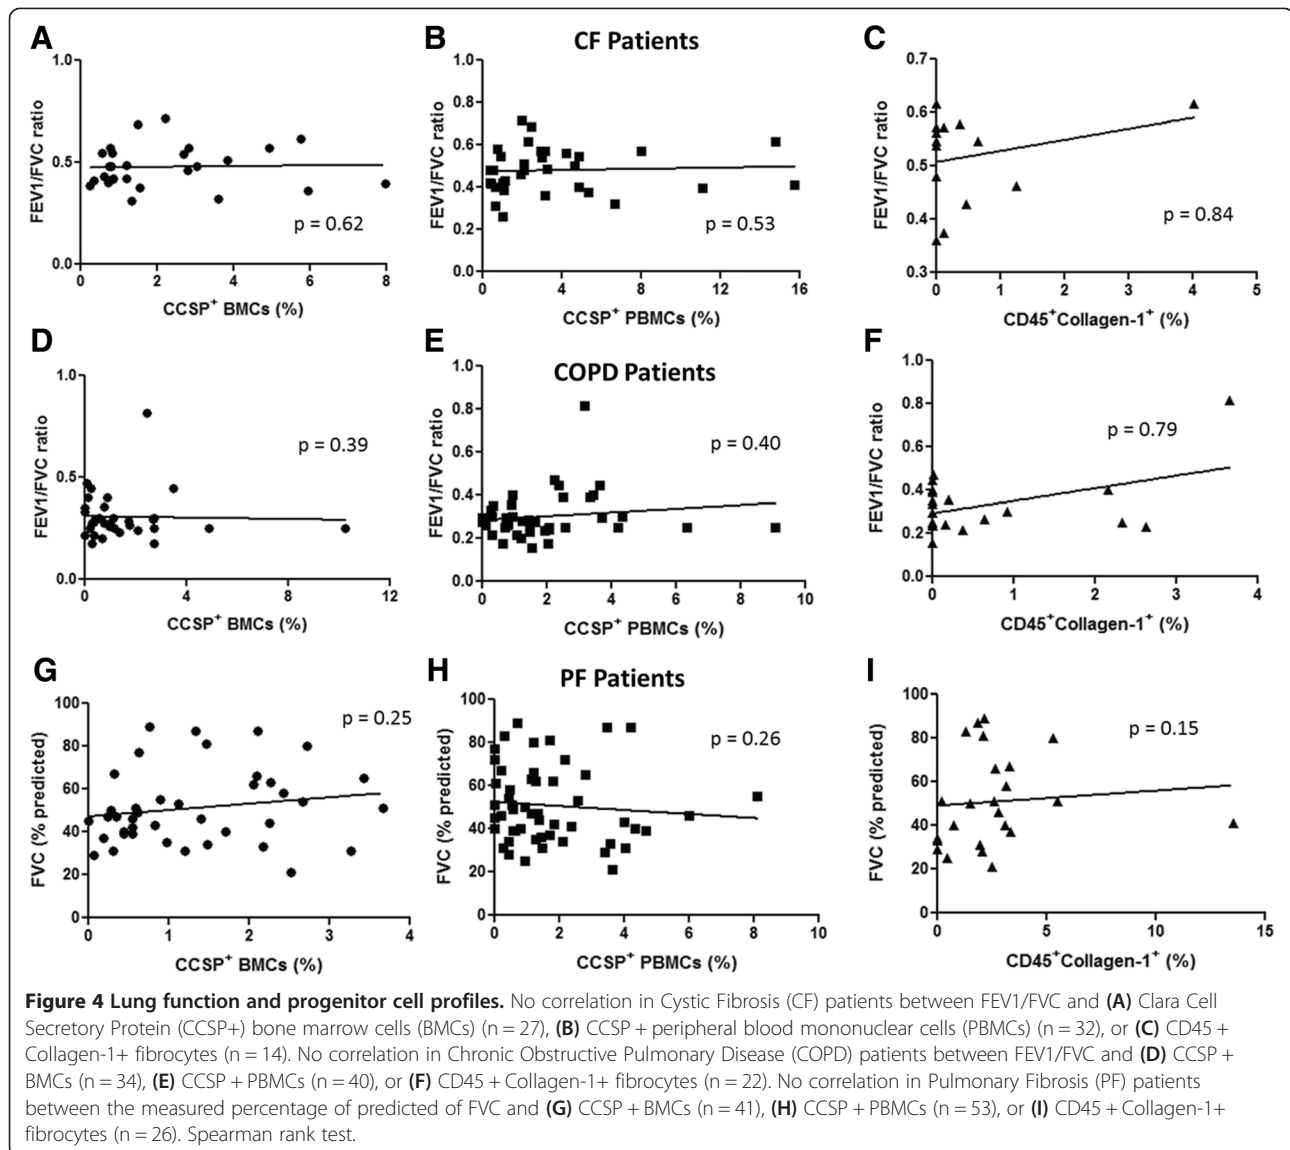 A
B
CF Patients
C
1.0
0.5
0.0
FEV1/FVC ratio
p = 0.62
0 2 4 6 8
CCSP+ BMCs (%)
1.0
0.8
0.6
0.4
0.2
0.0
FEV1/FVC ratio
p = 0.53
0 4 8 12 16
CCSP+ PBMCs (%)
0.7
0.6
0.5
0.4
0.3
FEV1/FVC ratio
p = 0.84
0 1 2 3 4 5
CD45+Collagen-1+ (%)
D
E
COPD Patients
F
1.0
0.5
0.0
FEV1/FVC ratio
p = 0.39
0 4 8 12
CCSP+ BMCs (%)
1.0
0.8
0.6
0.4
0.2
0.0
FEV1/FVC ratio
p = 0.40
0 2 4 6 8 10
CCSP+ PBMCs (%)
1.0
0.8
0.6
0.4
0.2
0.0
FEV1/FVC ratio
p = 0.79
0 1 2 3 4
CD45+Collagen-1+ (%)
G
H
PF Patients
I
100
80
60
40
20
0
FVC (% predicted)
p = 0.25
0 1 2 3 4
CCSP+ BMCs (%)
100
80
60
40
20
0
FVC (% predicted)
p = 0.26
0 2 4 6 8 10
CCSP+ PBMCs (%)
100
80
60
40
20
0
FVC (% predicted)
p = 0.15
0 5 10 15
CD45+Collagen-1+ (%)
Figure 4 Lung function and progenitor cell profiles. No correlation in Cystic Fibrosis (CF) patients between FEV1/FVC and (A) Clara Cell
Secretory Protein (CCSP+) bone marrow cells (BMCs) (n = 27), (B) CCSP + peripheral blood mononuclear cells (PBMCs) (n = 32), or (C) CD45 +
Collagen-1+ fibrocytes (n = 14). No correlation in Chronic Obstructive Pulmonary Disease (COPD) patients between FEV1/FVC and (D) CCSP +
BMCs (n = 34), (E) CCSP + PBMCs (n = 40), or (F) CD45 + Collagen-1+ fibrocytes (n = 22). No correlation in Pulmonary Fibrosis (PF) patients
between the measured percentage of predicted of FVC and (G) CCSP + BMCs (n = 41), (H) CCSP + PBMCs (n = 53), or (I) CD45 + Collagen-1+
fibrocytes (n = 26). Spearman rank test.